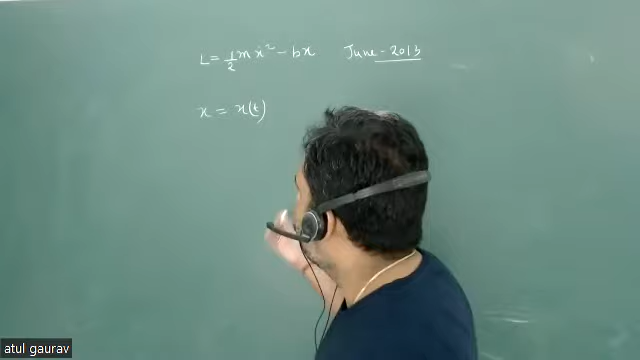 L = 1/2 m ẋ² - bx June - 2013
x = x(t)
atul gaurav